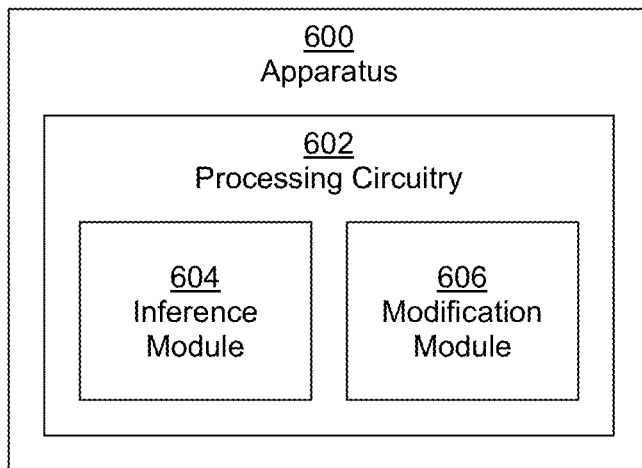 600
Apparatus
602
Processing Circuitry
604
Inference
Module
606
Modification
Module